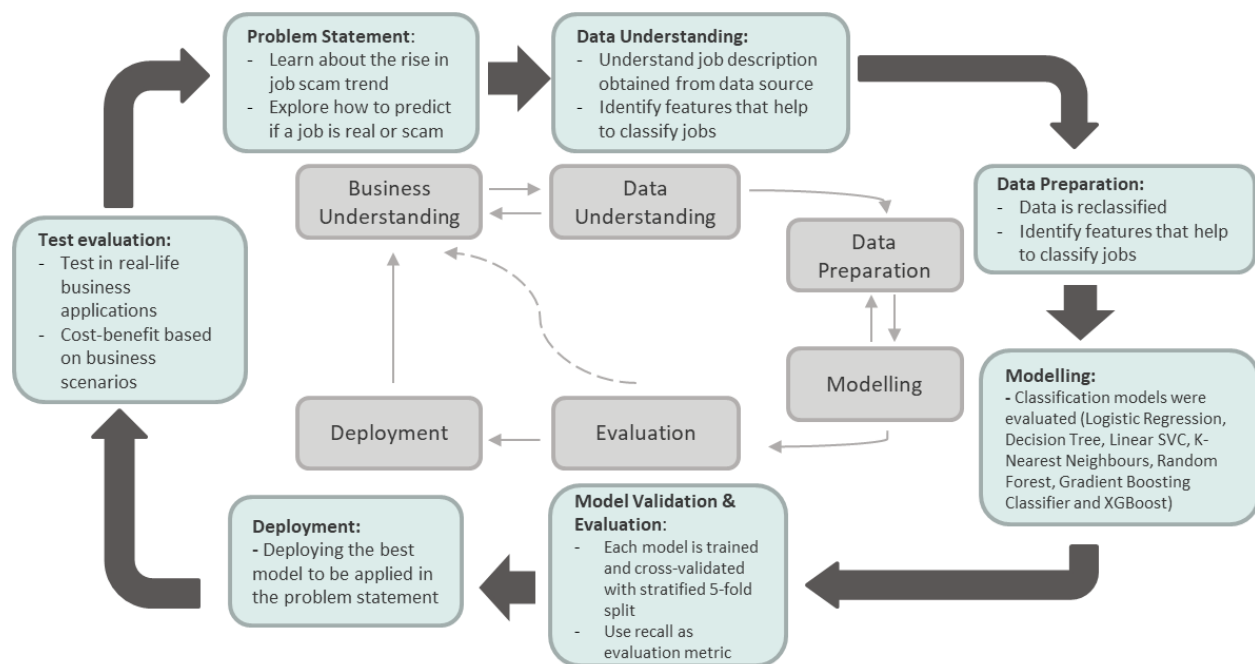 Problem Statement:
- Learn about the rise in
job scam trend
- Explore how to predict
if a job is real or scam
Data Understanding:
- Understand job description
obtained from data source
- Identify features that help
to classify jobs
Business
Understanding
Data
Understanding
Data Preparation:
- Data is reclassified
- Identify features that help
to classify jobs
Test evaluation:
- Test in real-life
business
applications
- Cost-benefit based
on business
scenarios
Data
Preparation
Modelling
Modelling:
- Classification models were
evaluated (Logistic Regression,
Decision Tree, Linear SVC, K-
Nearest Neighbours, Random
Forest, Gradient Boosting
Classifier and XGBoost)
Deployment
Evaluation
Deployment:
- Deploying the best
model to be applied in
the problem statement
Model Validation &
Evaluation:
- Each model is trained
and cross-validated
with stratified 5-fold
split
- Use recall as
evaluation metric